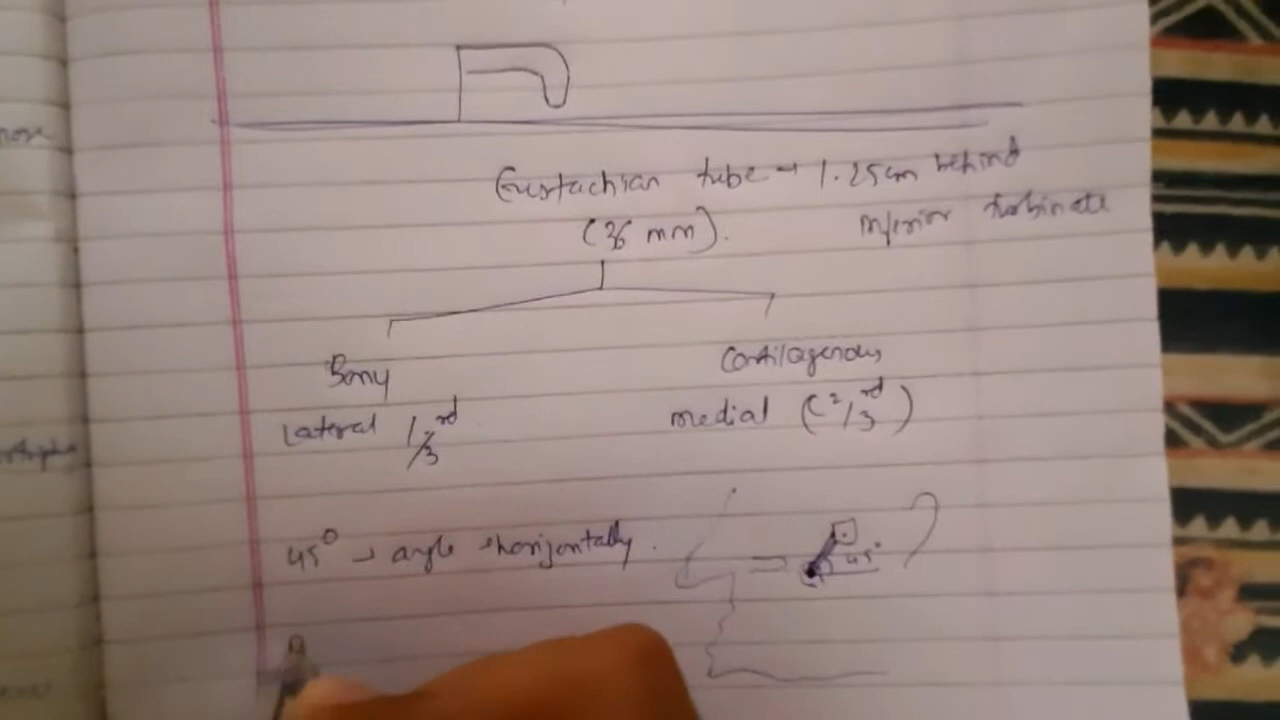 Eustachian tube → 1.25cm behind
Inferior turbinate
(36 mm).
Bony
Cartilagenous
Lateral 1/3rd
medial (2/3rd)
45° → angle horizontally.
45°
nose